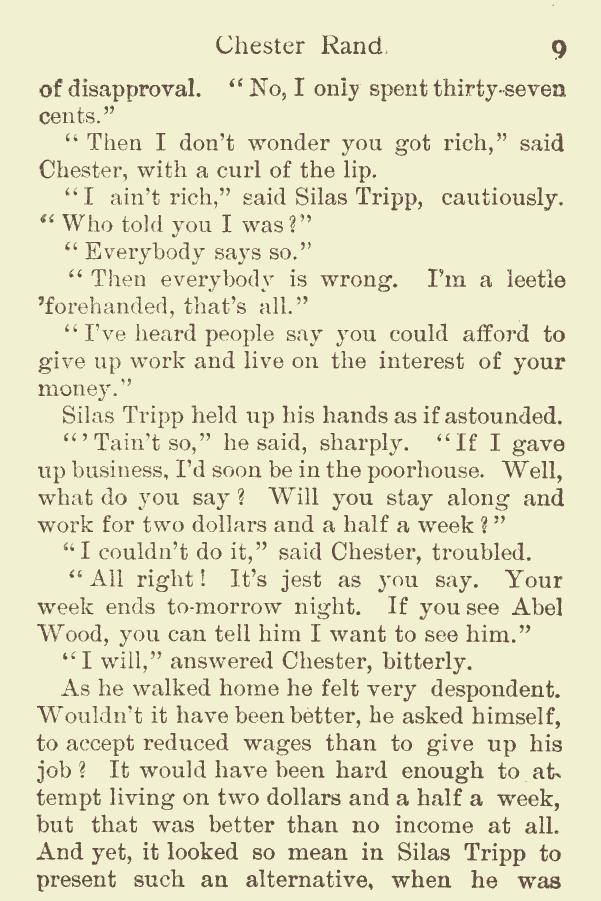 Chester Rand. 9
of disapproval. “No, I only spent thirty-seven
cents.”
“Then I don’t wonder you got rich,” said
Chester, with a curl of the lip.
“I ain’t rich,” said Silas Tripp, cautiously.
“Who told you I was?”
“Everybody says so.”
“Then everybody is wrong. I’m a leetle
’forehanded, that’s all.”
“I’ve heard people say you could afford to
give up work and live on the interest of your
money.”
Silas Tripp held up his hands as if astounded.
“’Tain’t so,” he said, sharply. “If I gave
up business, I’d soon be in the poorhouse. Well,
what do you say? Will you stay along and
work for two dollars and a half a week?”
“I couldn’t do it,” said Chester, troubled.
“All right! It’s jest as you say. Your
week ends to-morrow night. If you see Abel
Wood, you can tell him I want to see him.”
“I will,” answered Chester, bitterly.
As he walked home he felt very despondent.
Wouldn’t it have been better, he asked himself,
to accept reduced wages than to give up his
job? It would have been hard enough to at-
tempt living on two dollars and a half a week,
but that was better than no income at all.
And yet, it looked so mean in Silas Tripp to
present such an alternative, when he was